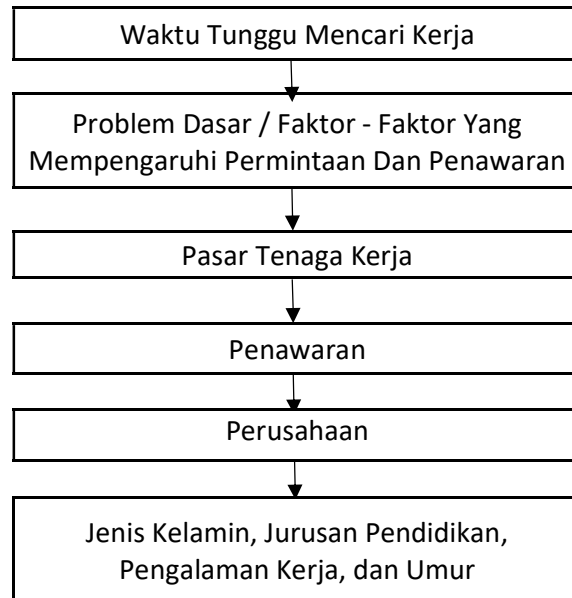 Waktu Tunggu Mencari Kerja
Problem Dasar / Faktor - Faktor Yang
Mempengaruhi Permintaan Dan Penawaran
Pasar Tenaga Kerja
Penawaran
Perusahaan
Jenis Kelamin, Jurusan Pendidikan,
Pengalaman Kerja, dan Umur